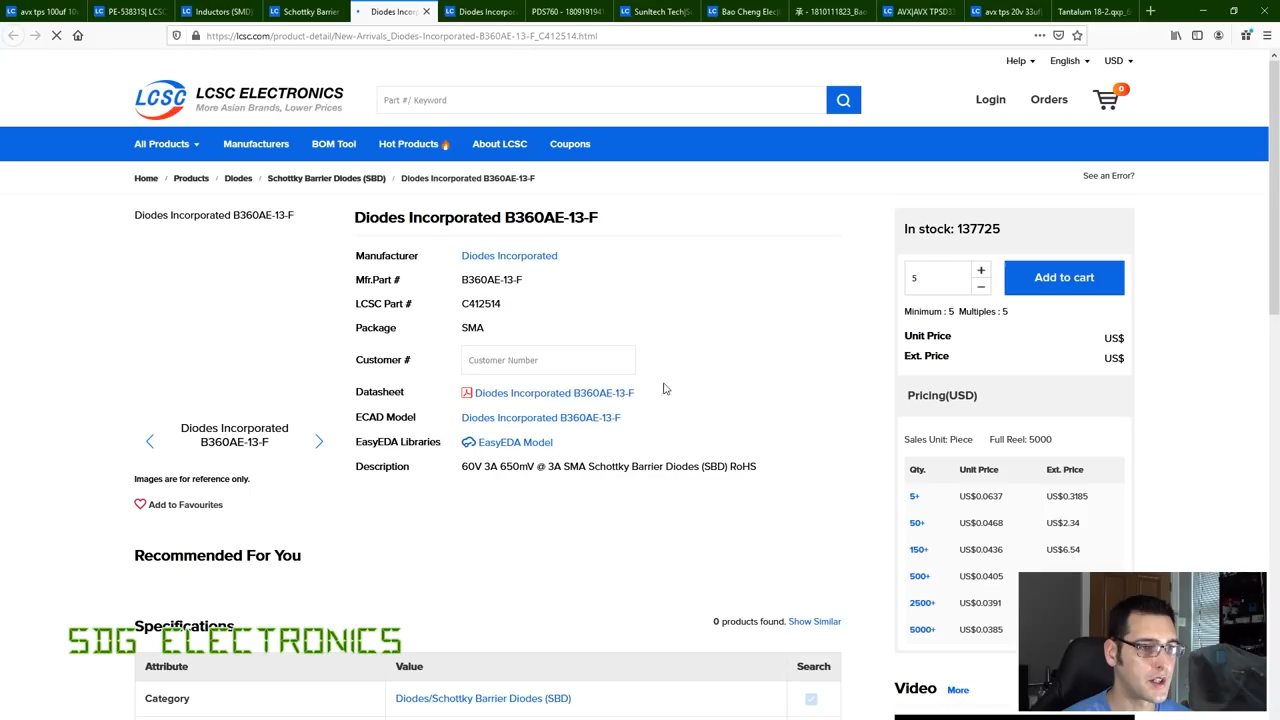 avx tps 100uf 10v
PE-53831S| LCSC
Inductors (SMD)
Schottky Barrier
Diodes Incorp
Diodes Incorpo
PDS760 - 1809191941
Sunltech Tech|S
Bao Cheng Elec|In
承 - 1810111823_Bao
AVX|AVX TPSD33
avx tps 20v 33ufl
Tantalum 18-2.qxp_6
https://lcsc.com/product-detail/New-Arrivals_Diodes-Incorporated-B360AE-13-F_C412514.html
Help English USD
LCSC
LCSC ELECTRONICS
More Asian Brands, Lower Prices
Part #/ Keyword
Login Orders 0
All Products Manufacturers BOM Tool Hot Products About LCSC Coupons
Home / Products / Diodes / Schottky Barrier Diodes (SBD) / Diodes Incorporated B360AE-13-F
See an Error?
Diodes Incorporated B360AE-13-F
Diodes Incorporated
B360AE-13-F
Images are for reference only.
Add to Favourites
Diodes Incorporated B360AE-13-F
Manufacturer Diodes Incorporated
Mfr.Part # B360AE-13-F
LCSC Part # C412514
Package SMA
Customer # Customer Number
Datasheet Diodes Incorporated B360AE-13-F
ECAD Model Diodes Incorporated B360AE-13-F
EasyEDA Libraries EasyEDA Model
Description 60V 3A 650mV @ 3A SMA Schottky Barrier Diodes (SBD) RoHS
In stock: 137725
5 + − Add to cart
Minimum : 5 Multiples : 5
Unit Price US$
Ext. Price US$
Pricing(USD)
Sales Unit: Piece Full Reel: 5000
Qty. Unit Price Ext. Price
5+ US$0.0637 US$0.3185
50+ US$0.0468 US$2.34
150+ US$0.0436 US$6.54
500+ US$0.0405
2500+ US$0.0391
5000+ US$0.0385
Video More
Recommended For You
Specifications
0 products found. Show Similar
SDG ELECTRONICS
Attribute Value Search
Category Diodes/Schottky Barrier Diodes (SBD)